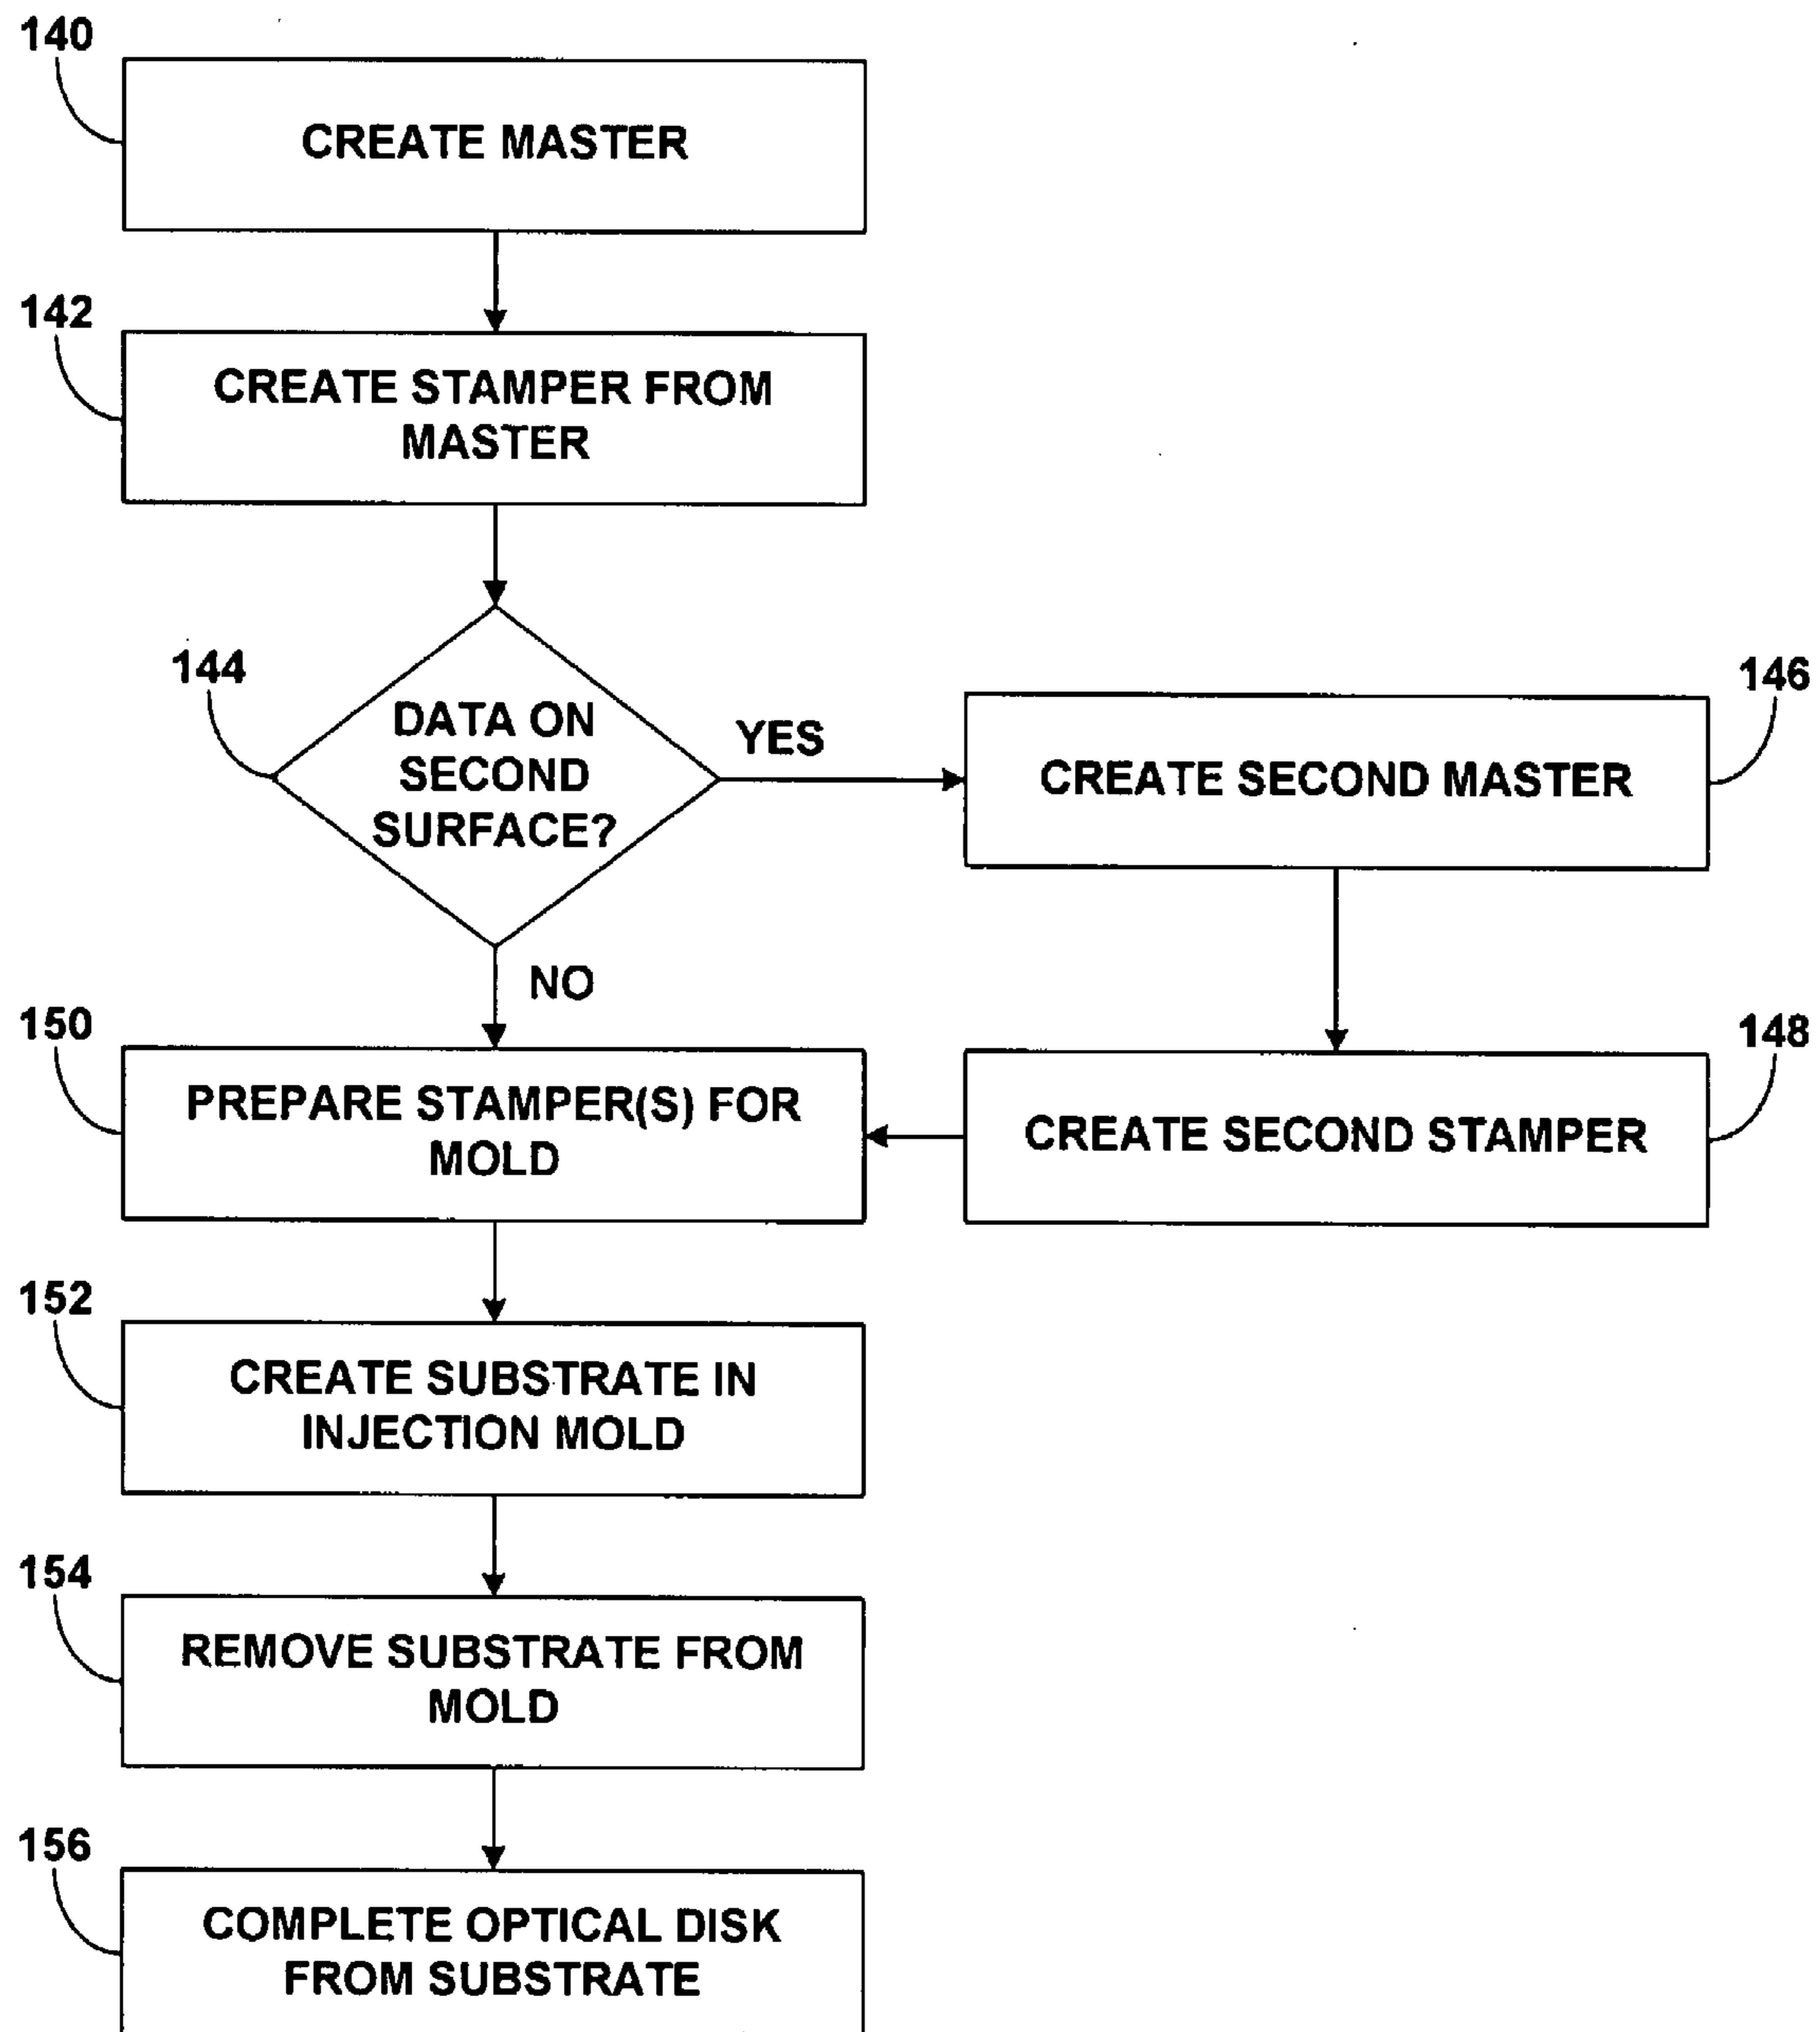 140
CREATE MASTER
142
CREATE STAMPER FROM
MASTER
144
DATA ON
SECOND
SURFACE?
YES
146
CREATE SECOND MASTER
NO
150
PREPARE STAMPER(S) FOR
MOLD
148
CREATE SECOND STAMPER
152
CREATE SUBSTRATE IN
INJECTION MOLD
154
REMOVE SUBSTRATE FROM
MOLD
156
COMPLETE OPTICAL DISK
FROM SUBSTRATE